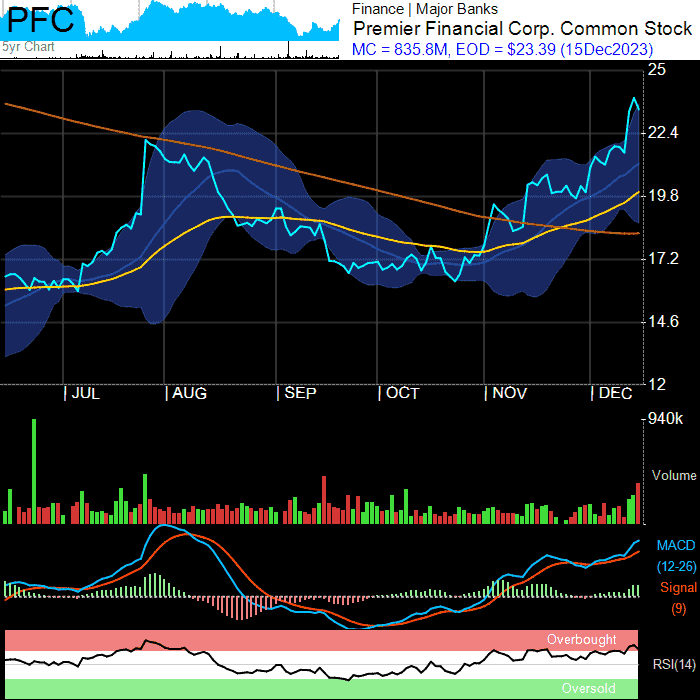 PFC
5yr Chart
Finance | Major Banks
Premier Financial Corp. Common Stock
MC = 835.8M, EOD = $23.39 (15Dec2023)
25
22.4
19.8
17.2
14.6
12
| JUL | AUG | SEP | OCT | NOV | DEC
940k
Volume
MACD
(12-26)
Signal
(9)
Overbought
RSI(14)
Oversold